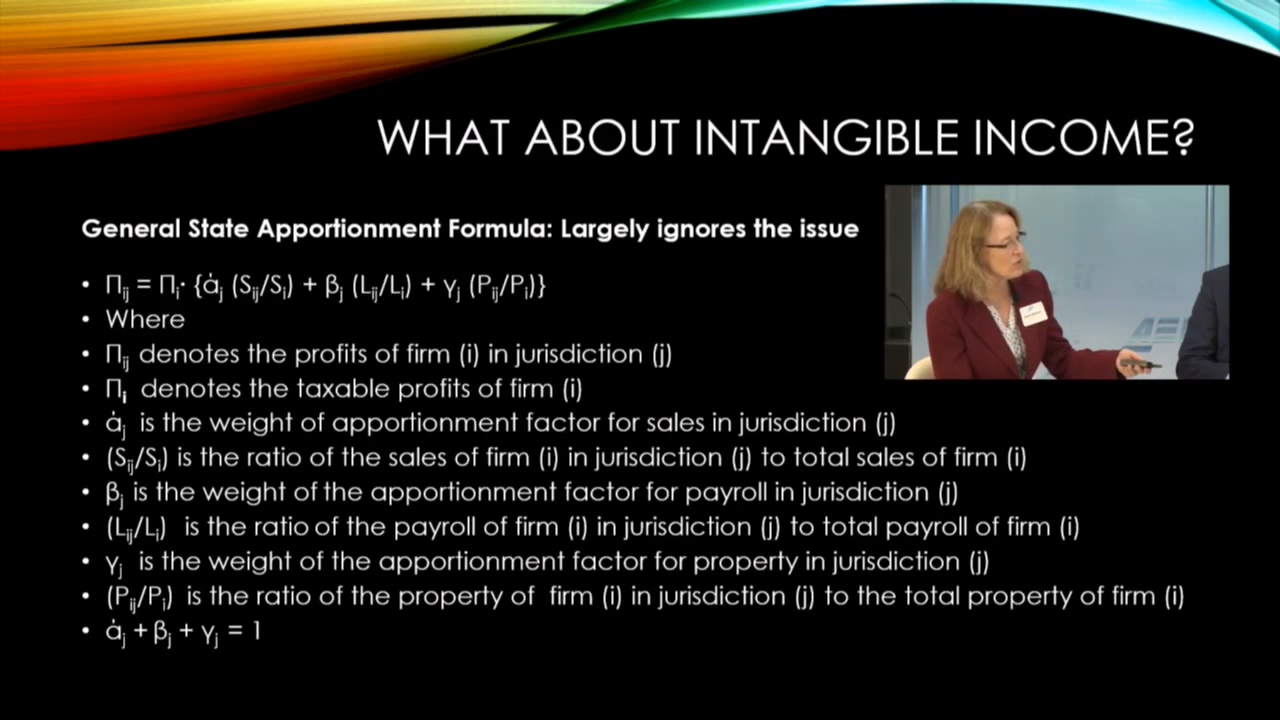 WHAT ABOUT INTANGIBLE INCOME?
General State Apportionment Formula: Largely ignores the issue
• Πij = Πi· {ά̇j (Sij/Si) + βj (Lij/Li) + γj (Pij/Pi)}
• Where
• Πij denotes the profits of firm (i) in jurisdiction (j)
• Πi denotes the taxable profits of firm (i)
• ά̇j is the weight of apportionment factor for sales in jurisdiction (j)
• (Sij/Si) is the ratio of the sales of firm (i) in jurisdiction (j) to total sales of firm (i)
• βj is the weight of the apportionment factor for payroll in jurisdiction (j)
• (Lij/Li) is the ratio of the payroll of firm (i) in jurisdiction (j) to total payroll of firm (i)
• γj is the weight of the apportionment factor for property in jurisdiction (j)
• (Pij/Pi) is the ratio of the property of firm (i) in jurisdiction (j) to the total property of firm (i)
• ά̇j + βj + γj = 1